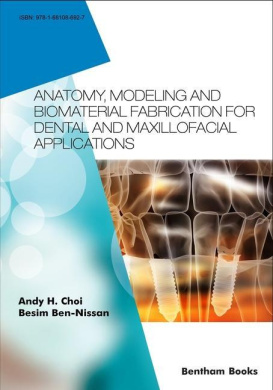 ISBN: 978-1-68108-692-7
ANATOMY, MODELING AND
BIOMATERIAL FABRICATION FOR
DENTAL AND MAXILLOFACIAL
APPLICATIONS
Andy H. Choi
Besim Ben-Nissan
Bentham Books